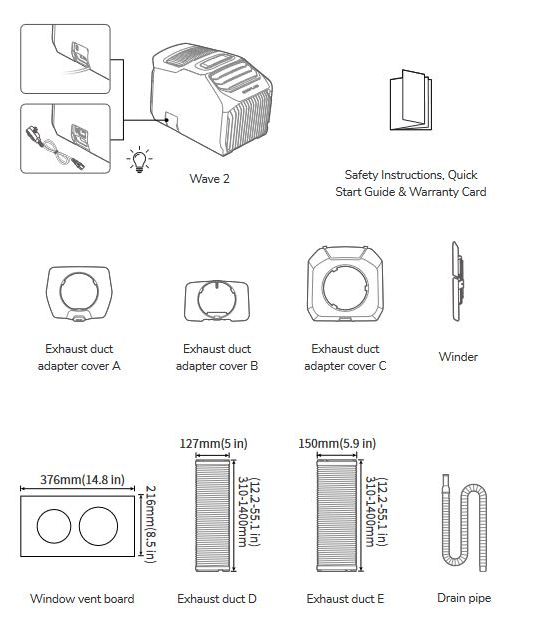 Wave 2
Safety Instructions, Quick
Start Guide & Warranty Card
Exhaust duct
adapter cover A
Exhaust duct
adapter cover B
Exhaust duct
adapter cover C
Winder
376mm(14.8 in)
216mm(8.5 in)
Window vent board
127mm(5 in)
310-1400mm
(12.2-55.1 in)
Exhaust duct D
150mm(5.9 in)
310-1400mm
(12.2-55.1 in)
Exhaust duct E
Drain pipe